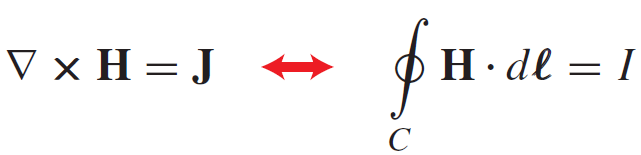 ∇ × H = J ↔ ∮_C H · dℓ = I